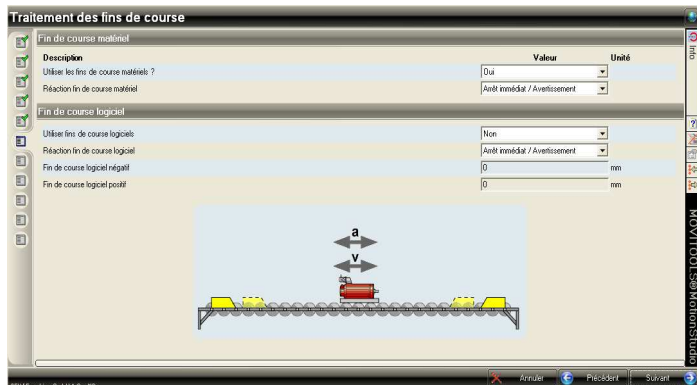 Traitement des fins de course
Fin de course matériel
Description Valeur Unité
Utiliser les fins de course matériels ? Oui
Réaction fin de course matériel Arrêt immédiat / Avertissement
Fin de course logiciel
Utiliser fins de course logiciels Non
Réaction fin de course logiciel Arrêt immédiat / Avertissement
Fin de course logiciel négatif 0 mm
Fin de course logiciel positif 0 mm
a
v
Info
MOVITOOLS®MotionStudio
Annuler Précédent Suivant